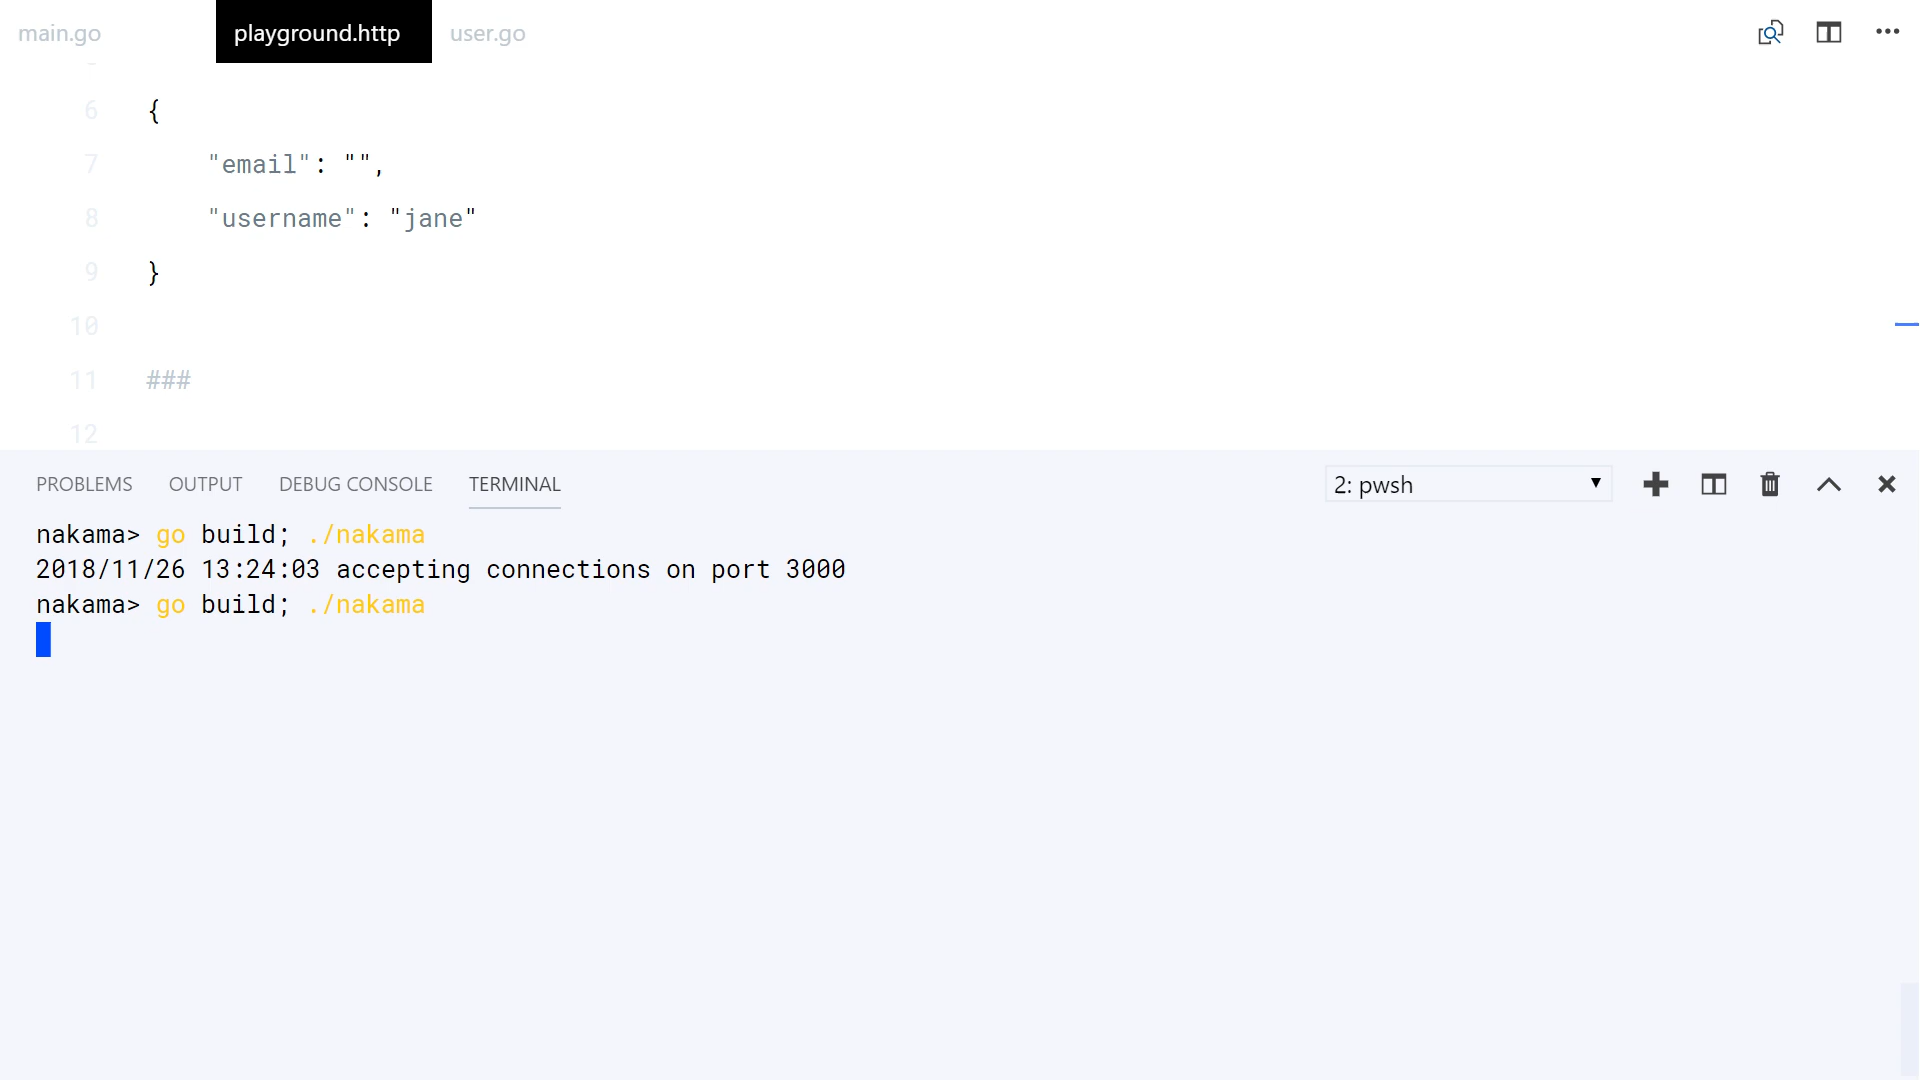 main.go playground.http user.go
6 {
7 "email": "",
8 "username": "jane"
9 }
10
11 ###
12
PROBLEMS OUTPUT DEBUG CONSOLE TERMINAL 2: pwsh
nakama> go build; ./nakama
2018/11/26 13:24:03 accepting connections on port 3000
nakama> go build; ./nakama